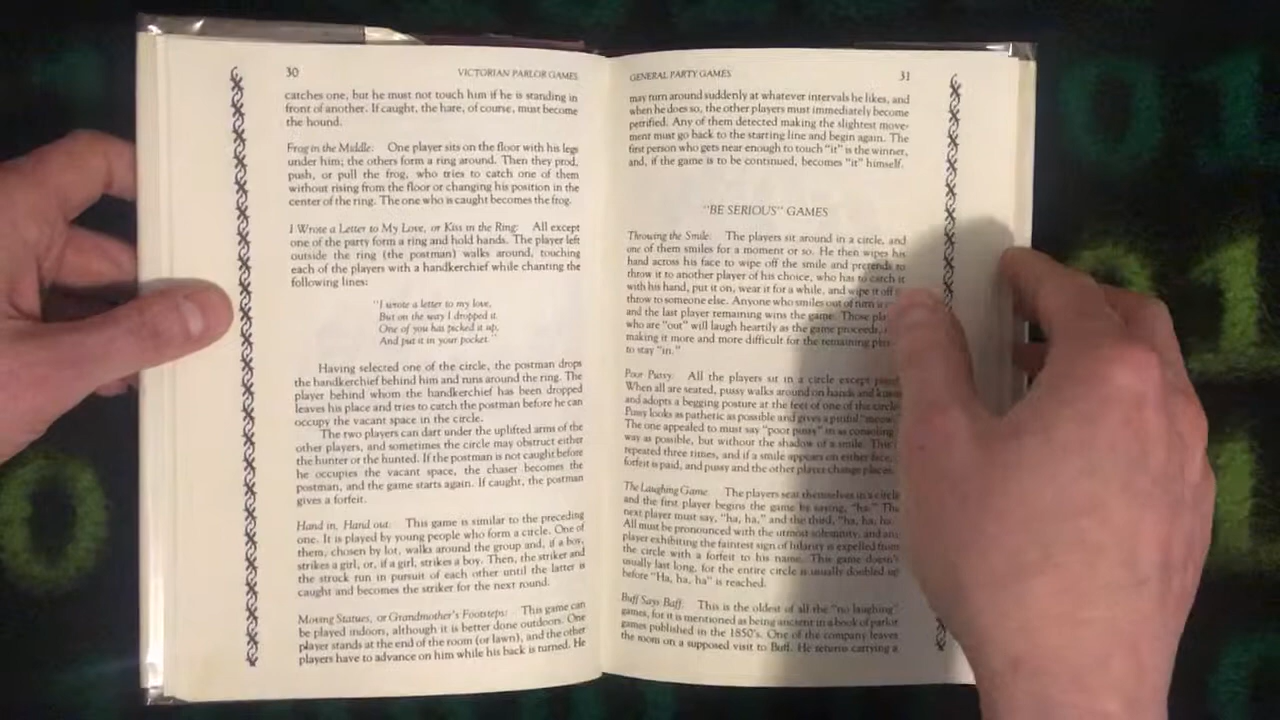 30
VICTORIAN PARLOR GAMES
catches one, but he must not touch him if he is standing in
front of another. If caught, the hare, of course, must become
the hound.
Frog in the Middle: One player sits on the floor with his legs
under him; the others form a ring around. Then they prod,
push, or pull the frog, who tries to catch one of them
without rising from the floor or changing his position in the
center of the ring. The one who is caught becomes the frog.
I Wrote a Letter to My Love, or Kiss in the Ring: All except
one of the party form a ring and hold hands. The player left
outside the ring (the postman) walks around, touching
each of the players with a handkerchief while chanting the
following lines:
"I wrote a letter to my love,
But on the way I dropped it.
One of you has picked it up,
And put it in your pocket."
Having selected one of the circle, the postman drops
the handkerchief behind him and runs around the ring. The
player behind whom the handkerchief has been dropped
leaves his place and tries to catch the postman before he can
occupy the vacant space in the circle.
The two players can dart under the uplifted arms of the
other players, and sometimes the circle may obstruct either
the hunter or the hunted. If the postman is not caught before
he occupies the vacant space, the chaser becomes the
postman, and the game starts again. If caught, the postman
gives a forfeit.
Hand in, Hand out: This game is similar to the preceding
one. It is played by young people who form a circle. One of
them, chosen by lot, walks around the group and, if a boy,
strikes a girl, or, if a girl, strikes a boy. Then, the striker and
the struck run in pursuit of each other until the latter is
caught and becomes the striker for the next round.
Moving Statues, or Grandmother's Footsteps: This game can
be played indoors, although it is better done outdoors. One
player stands at the end of the room (or lawn), and the other
players have to advance on him while his back is turned. He
GENERAL PARTY GAMES
31
may turn around suddenly at whatever intervals he likes, and
when he does so, the other players must immediately become
petrified. Any of them detected making the slightest move-
ment must go back to the starting line and begin again. The
first person who gets near enough to touch "it" is the winner,
and, if the game is to be continued, becomes "it" himself.
"BE SERIOUS" GAMES
Throwing the Smile: The players sit around in a circle, and
one of them smiles for a moment or so. He then wipes his
hand across his face to wipe off the smile and pretends to
throw it to another player of his choice, who has to catch it
with his hand, put it on, wear it for a while, and wipe it off
throw to someone else. Anyone who smiles out of turn is
and the last player remaining wins the game. Those
who are "out" will laugh heartily as the game proceeds,
making it more and more difficult for the remaining
to stay "in."
Poor Pussy: All the players sit in a circle except
When all are seated, pussy walks around on hands and knees
and adopts a begging posture at the feet of one of the circle
Pussy looks as pathetic as possible and gives a pitiful "meow."
The one appealed to must say "poor pussy" in as consoling
way as possible, but without the shadow of a smile. This
repeated three times, and if a smile appears on either face,
forfeit is paid, and pussy and the other player change places.
The Laughing Game: The players seat themselves in a circle
and the first player begins the game by saying, "ha." The
next player must say, "ha, ha," and the third, "ha, ha, ha."
All must be pronounced with the utmost solemnity, and any
player exhibiting the faintest sign of hilarity is expelled from
the circle with a forfeit to his name. This game doesn't
usually last long, for the entire circle is usually doubled up
before "Ha, ha, ha" is reached.
Buff Says Baff: This is the oldest of all the "no laughing"
games, for it is mentioned as being ancient in a book of parlor
games published in the 1850's. One of the company leaves
the room on a supposed visit to Buff. He returns carrying a